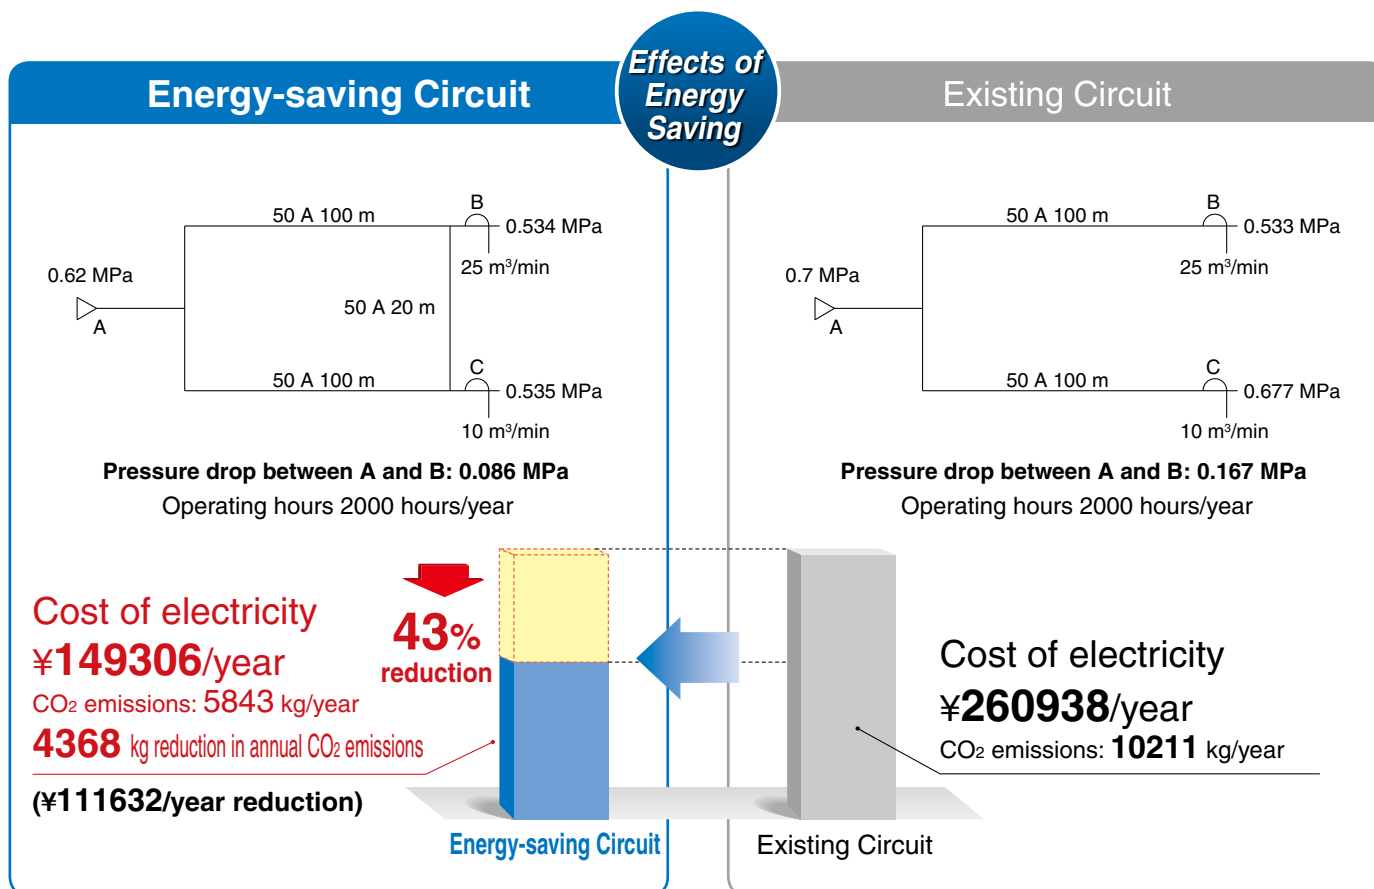 Effects of
Energy
Saving
Energy-saving Circuit
50 A 100 m
B
0.534 MPa
25 m³/min
0.62 MPa
A
50 A 20 m
50 A 100 m
C
0.535 MPa
10 m³/min
Pressure drop between A and B: 0.086 MPa
Operating hours 2000 hours/year
Cost of electricity
¥149306/year
CO2 emissions: 5843 kg/year
4368 kg reduction in annual CO2 emissions
(¥111632/year reduction)
43%
reduction
Energy-saving Circuit
Existing Circuit
50 A 100 m
B
0.533 MPa
25 m³/min
0.7 MPa
A
50 A 100 m
C
0.677 MPa
10 m³/min
Pressure drop between A and B: 0.167 MPa
Operating hours 2000 hours/year
Cost of electricity
¥260938/year
CO2 emissions: 10211 kg/year
Existing Circuit